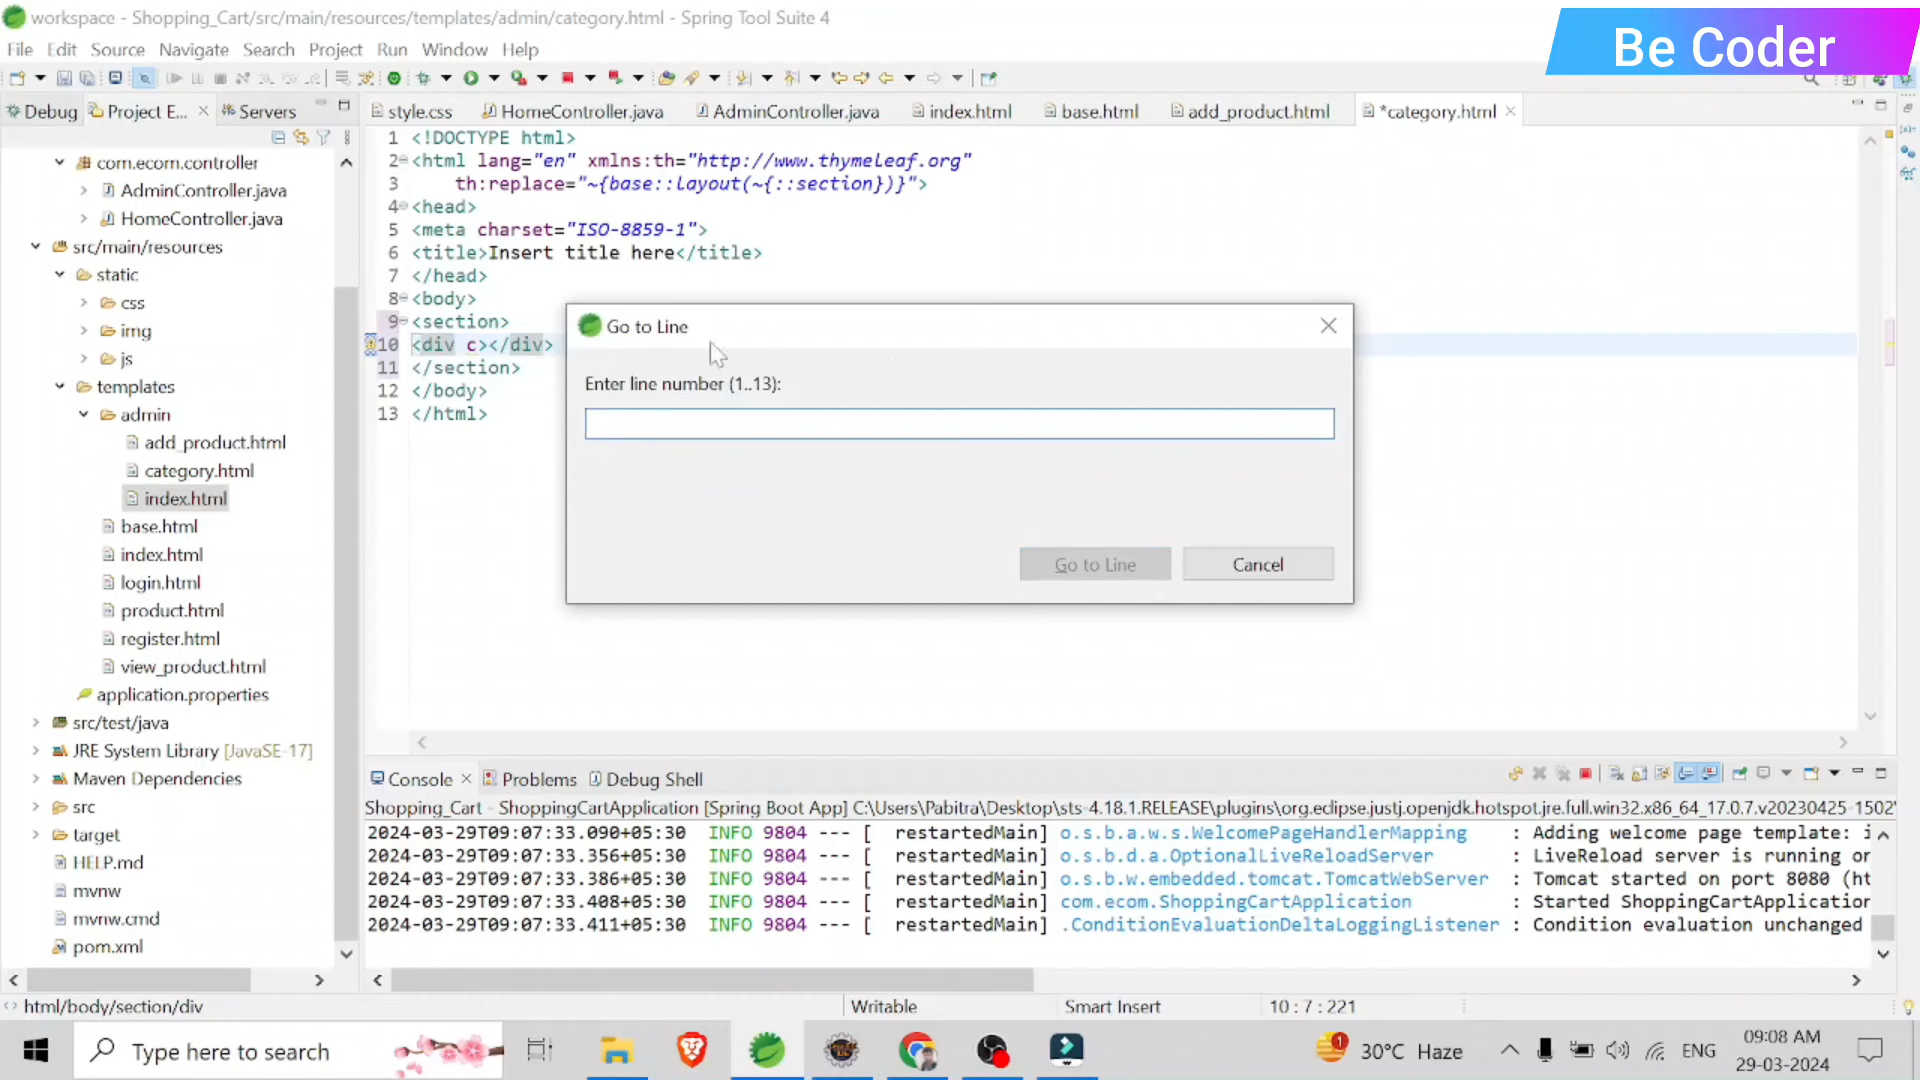 workspace - Shopping_Cart/src/main/resources/templates/admin/category.html - Spring Tool Suite 4
Be Coder
File Edit Source Navigate Search Project Run Window Help
Debug Project E... Servers
style.css HomeController.java AdminController.java index.html base.html add_product.html *category.html
com.ecom.controller
AdminController.java
HomeController.java
src/main/resources
static
css
img
js
templates
admin
add_product.html
category.html
index.html
base.html
index.html
login.html
product.html
register.html
view_product.html
application.properties
src/test/java
JRE System Library [JavaSE-17]
Maven Dependencies
src
target
HELP.md
mvnw
mvnw.cmd
pom.xml
1 <!DOCTYPE html>
2 <html lang="en" xmlns:th="http://www.thymeleaf.org"
3 th:replace="~{base::layout(~{::section})}">
4 <head>
5 <meta charset="ISO-8859-1">
6 <title>Insert title here</title>
7 </head>
8 <body>
9 <section>
10 <div c></div>
11 </section>
12 </body>
13 </html>
Go to Line
Enter line number (1..13):
Go to Line Cancel
Console Problems Debug Shell
Shopping_Cart - ShoppingCartApplication [Spring Boot App] C:\Users\Pabitra\Desktop\sts-4.18.1.RELEASE\plugins\org.eclipse.justj.openjdk.hotspot.jre.full.win32.x86_64_17.0.7.v20230425-1502
2024-03-29T09:07:33.090+05:30 INFO 9804 --- [ restartedMain] o.s.b.a.w.s.WelcomePageHandlerMapping : Adding welcome page template: i
2024-03-29T09:07:33.356+05:30 INFO 9804 --- [ restartedMain] o.s.b.d.a.OptionalLiveReloadServer : LiveReload server is running on
2024-03-29T09:07:33.386+05:30 INFO 9804 --- [ restartedMain] o.s.b.w.embedded.tomcat.TomcatWebServer : Tomcat started on port 8080 (ht
2024-03-29T09:07:33.408+05:30 INFO 9804 --- [ restartedMain] com.ecom.ShoppingCartApplication : Started ShoppingCartApplication
2024-03-29T09:07:33.411+05:30 INFO 9804 --- [ restartedMain] .ConditionEvaluationDeltaLoggingListener : Condition evaluation unchanged
html/body/section/div Writable Smart Insert 10 : 7 : 221
Type here to search
1
30°C Haze
ENG
09:08 AM
29-03-2024